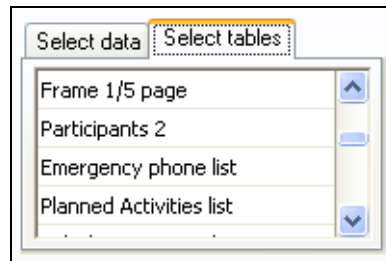 Select data Select tables
Frame 1/5 page
Participants 2
Emergency phone list
Planned Activities list